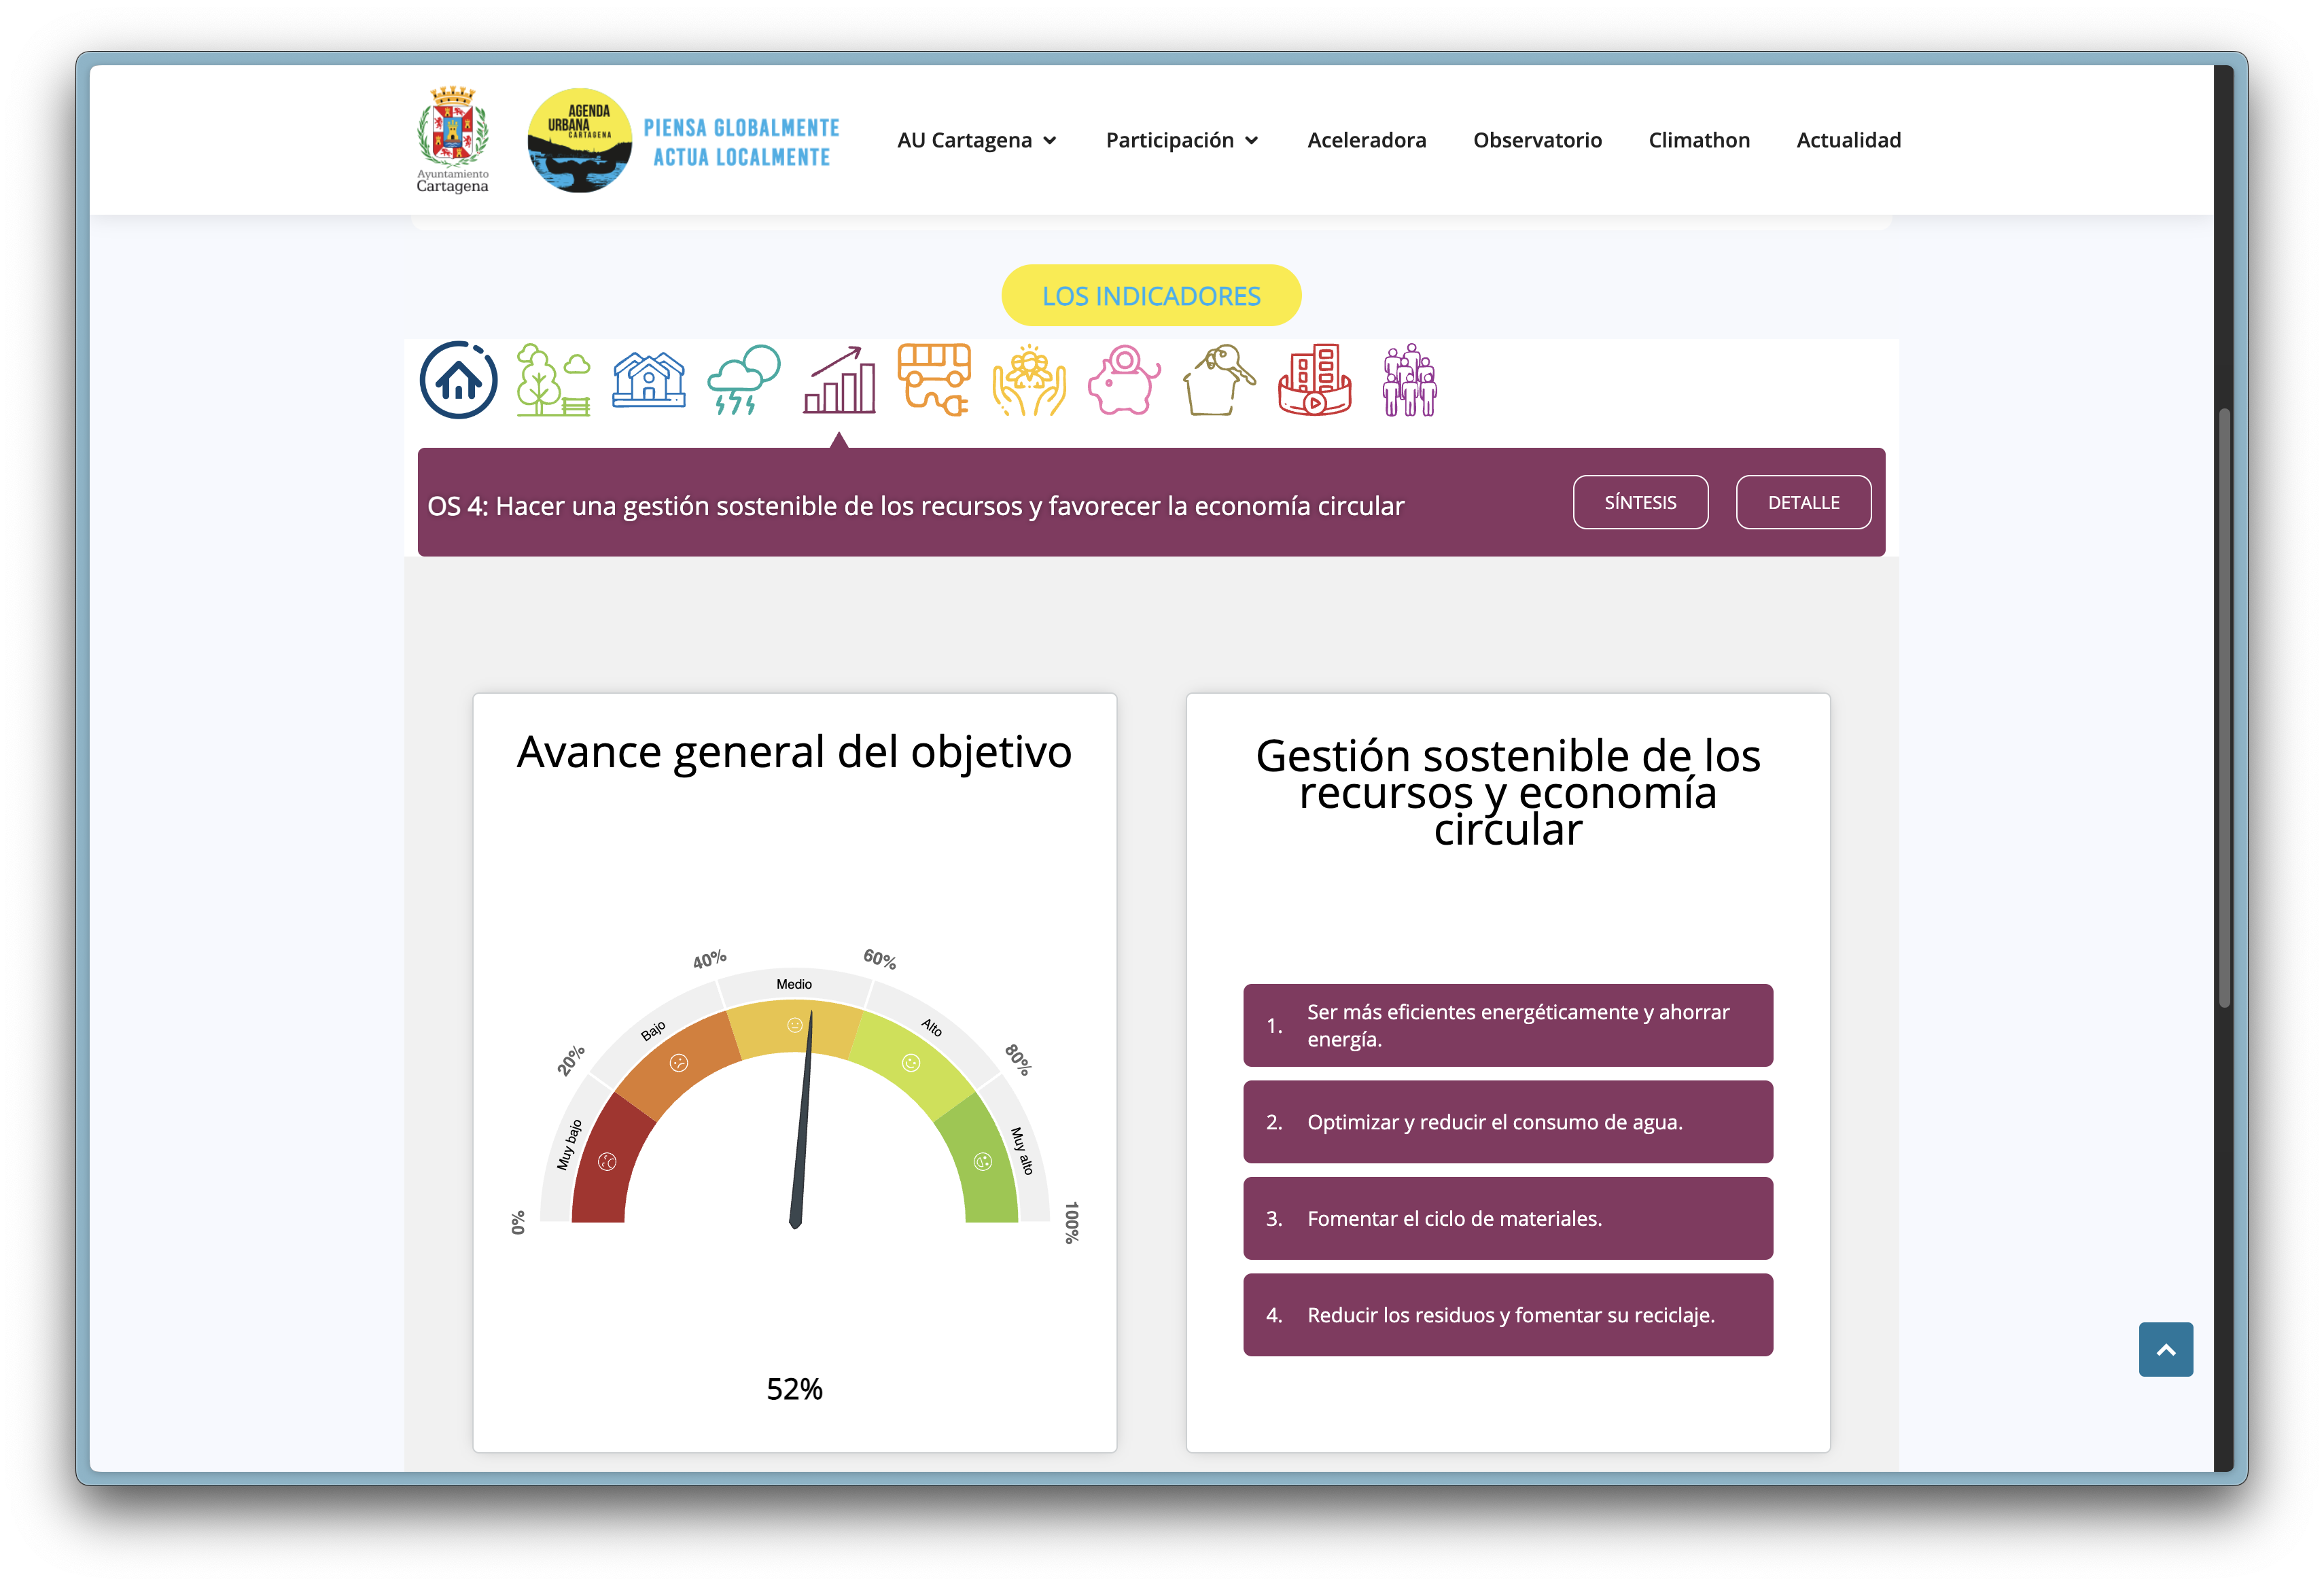 Ayuntamiento
Cartagena
AGENDA
URBANA
CARTAGENA
PIENSA GLOBALMENTE
ACTUA LOCALMENTE
AU Cartagena
Participación
Aceleradora
Observatorio
Climathon
Actualidad
LOS INDICADORES
OS 4: Hacer una gestión sostenible de los recursos y favorecer la economía circular
SÍNTESIS
DETALLE
Avance general del objetivo
0%
20%
40%
60%
80%
100%
Muy bajo
Bajo
Medio
Alto
Muy alto
52%
Gestión sostenible de los
recursos y economía
circular
1. Ser más eficientes energéticamente y ahorrar
energía.
2. Optimizar y reducir el consumo de agua.
3. Fomentar el ciclo de materiales.
4. Reducir los residuos y fomentar su reciclaje.